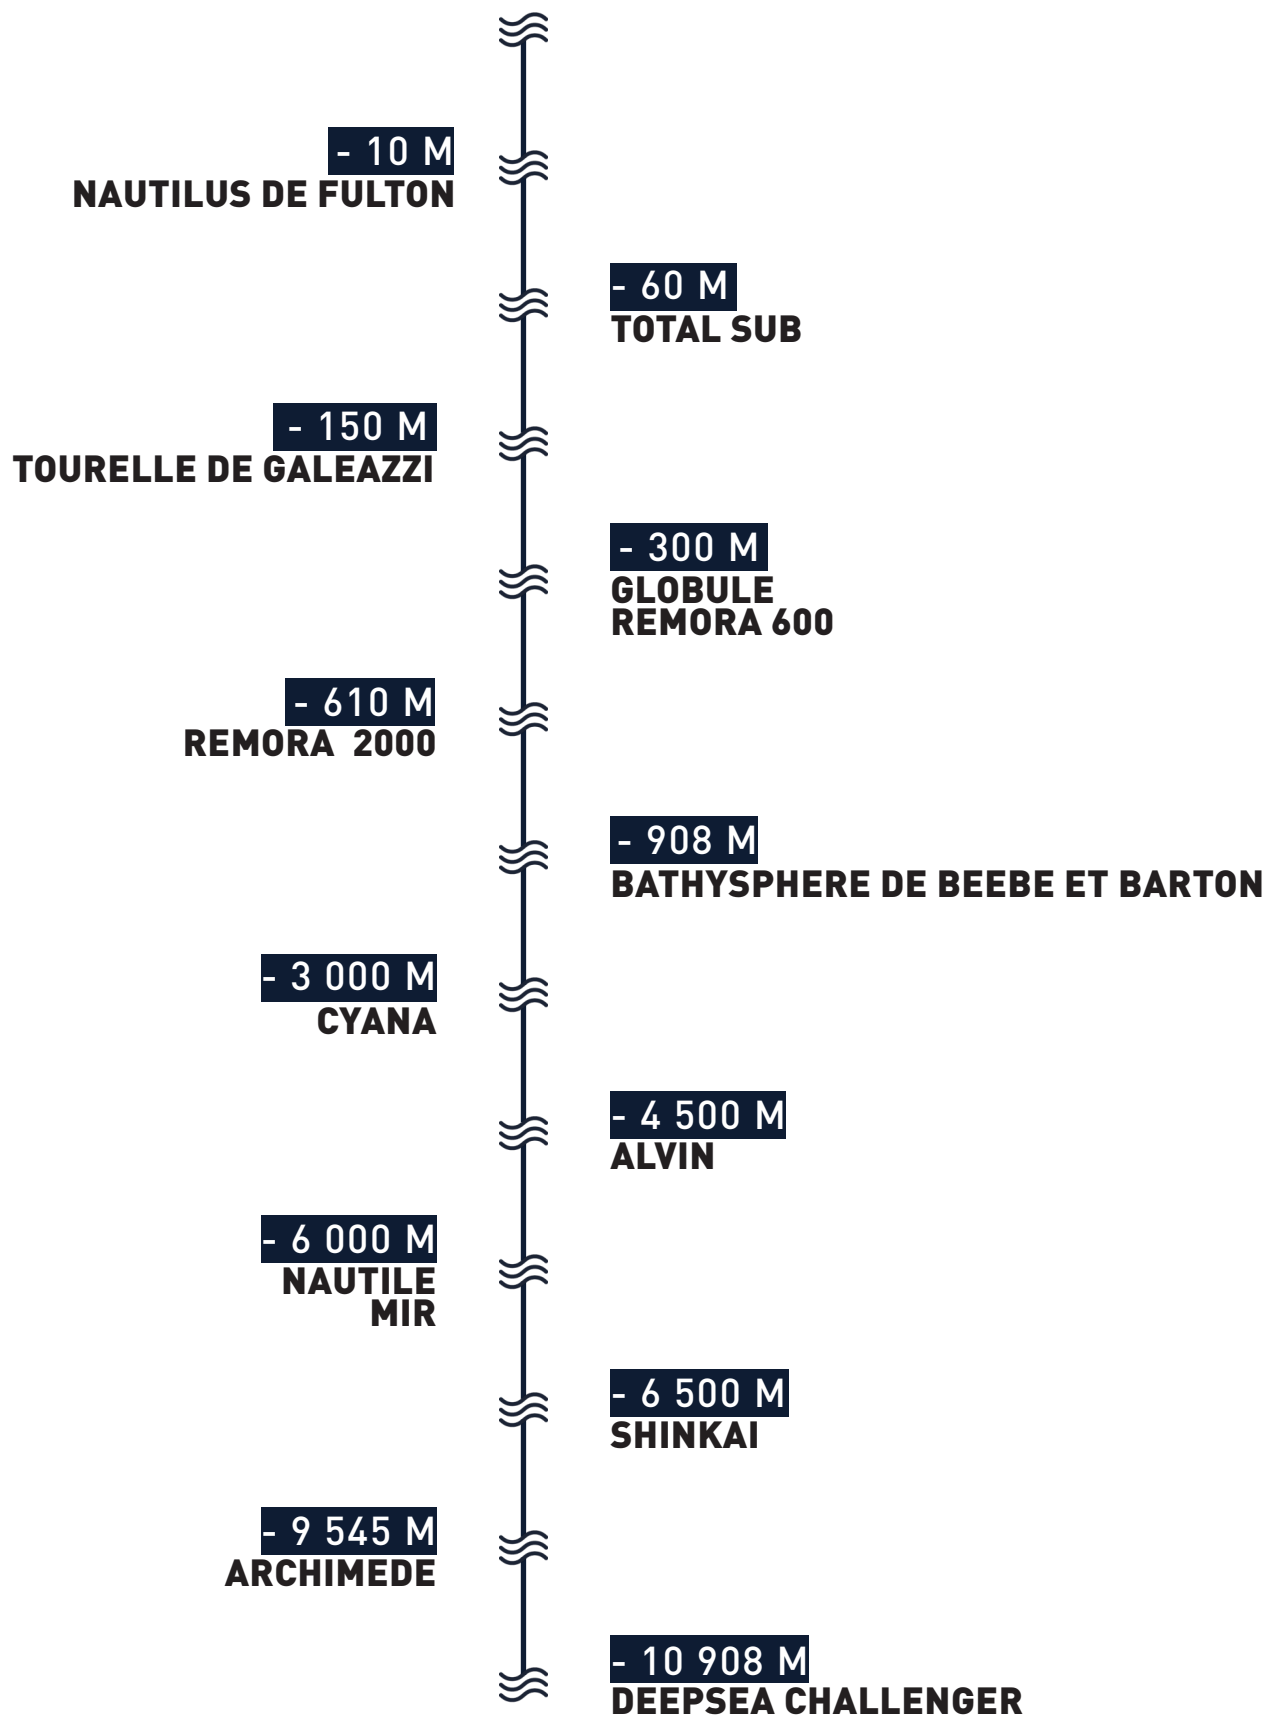 - 10 M
NAUTILUS DE FULTON
- 60 M
TOTAL SUB
- 150 M
TOURELLE DE GALEAZZI
- 300 M
GLOBULE
REMORA 600
- 610 M
REMORA 2000
- 908 M
BATHYSPHERE DE BEEBE ET BARTON
- 3 000 M
CYANA
- 4 500 M
ALVIN
- 6 000 M
NAUTILE
MIR
- 6 500 M
SHINKAI
- 9 545 M
ARCHIMEDE
- 10 908 M
DEEPSEA CHALLENGER